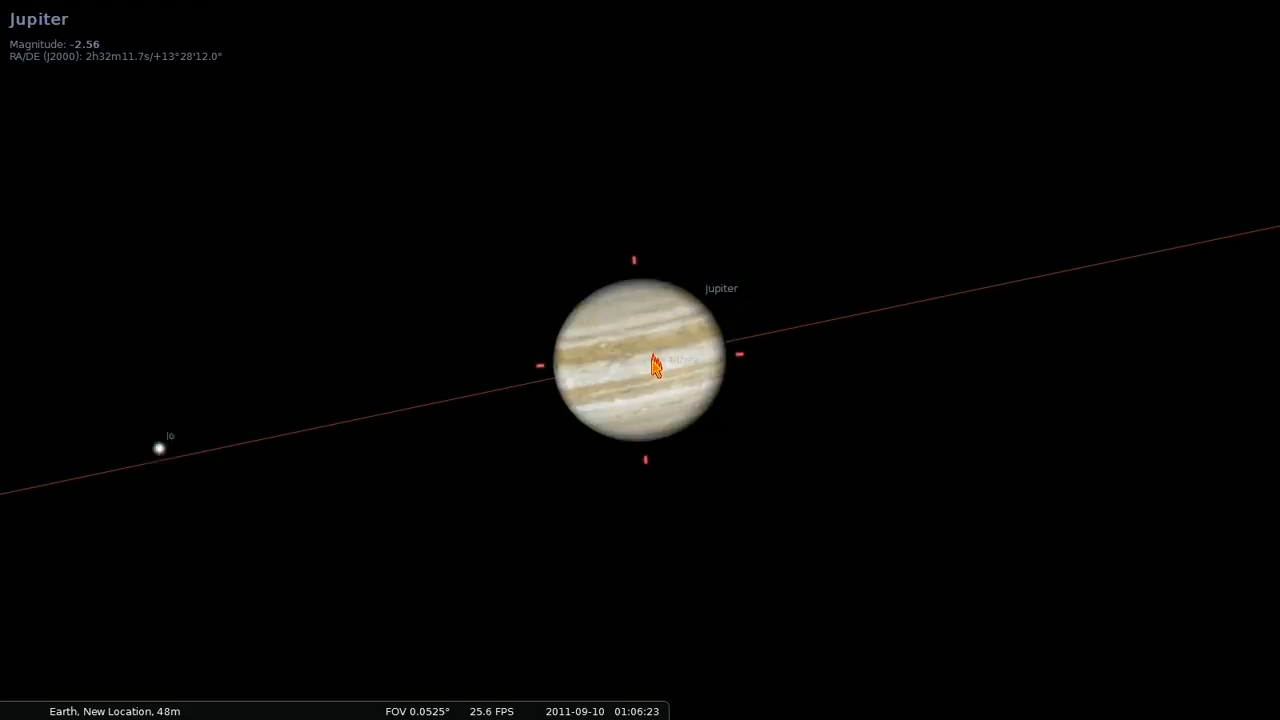 Jupiter
Magnitude: -2.56
RA/DE (J2000): 2h32m11.7s/+13°28'12.0"
Jupiter
Earth, New Location, 48m FOV 0.0525° 25.6 FPS 2011-09-10 01:06:23